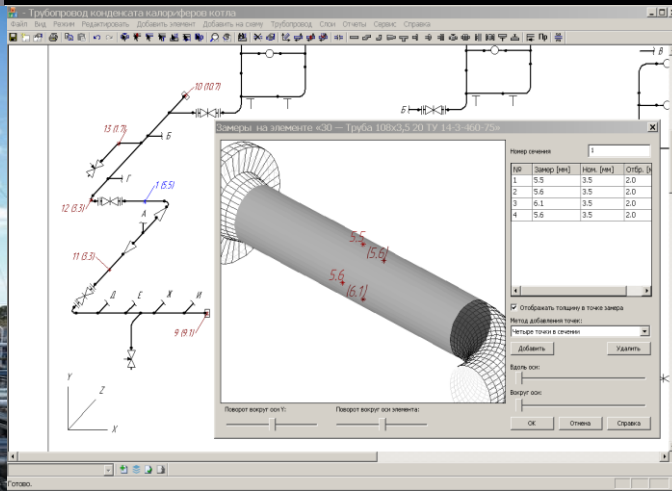 - Трубопровод конденсата калориферов котла
Файл Вид Режим Редактировать Добавить элемент Добавить на схему Трубопровод Слои Отчеты Сервис Справка
Пр
10 (10.7)
В
13 (1.7)
Б
Б
Г
1 (5.5)
12 (3.3)
А
11 (3.3)
Д Е Ж И
9 (9.1)
Y
Z
X
Замеры на элементе «30 — Труба 108x3,5 20 ТУ 14-3-460-75»
Номер сечения 1
№ Замер [мм] Ном. [мм] Отбр. [м
1 5.5 3.5 2.0
2 5.6 3.5 2.0
3 6.1 3.5 2.0
4 5.6 3.5 2.0
5.5
(5.6)
5.6
(6.1)
Отображать толщину в точке замера
Метод добавления точек:
Четыре точки в сечении
Добавить Удалить
Вдоль оси:
Вокруг оси:
Поворот вокруг оси Y: Поворот вокруг оси элемента:
ОК Отмена Справка
Готово.